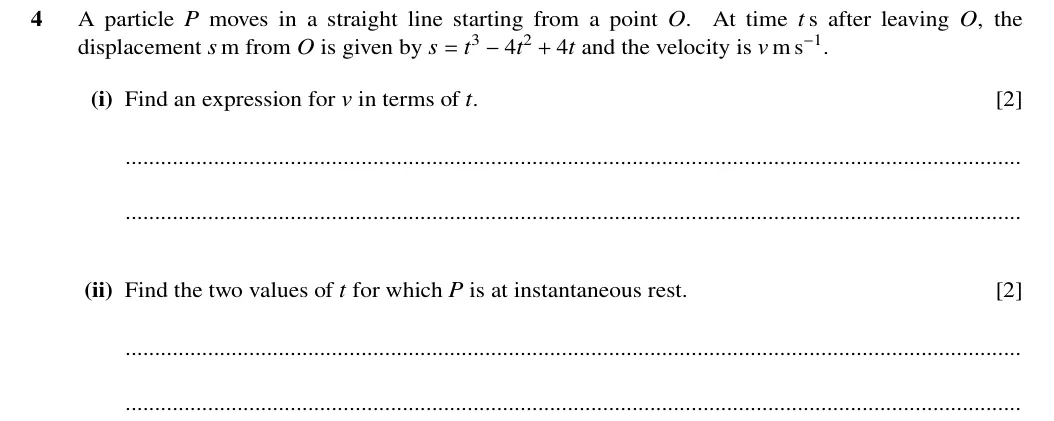 4 A particle P moves in a straight line starting from a point O. At time t s after leaving O, the
displacement s m from O is given by s = t³ − 4t² + 4t and the velocity is v m s⁻¹.
(i) Find an expression for v in terms of t. [2]
................................................................................
................................................................................
(ii) Find the two values of t for which P is at instantaneous rest. [2]
................................................................................
................................................................................